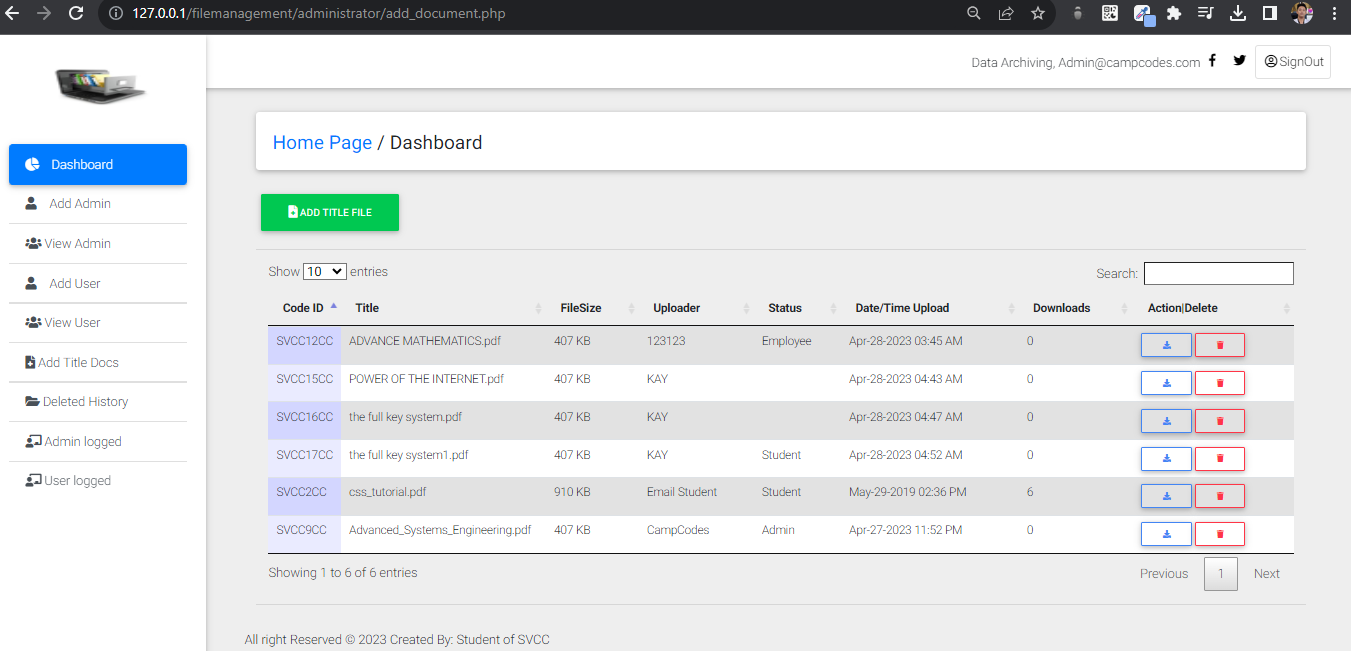 127.0.0.1/filemanagement/administrator/add_document.php
Data Archiving, Admin@campcodes.com SignOut
Dashboard
Add Admin
View Admin
Add User
View User
Add Title Docs
Deleted History
Admin logged
User logged
Home Page / Dashboard
ADD TITLE FILE
Show 10 entries Search:
Code ID Title FileSize Uploader Status Date/Time Upload Downloads Action|Delete
SVCC12CC ADVANCE MATHEMATICS.pdf 407 KB 123123 Employee Apr-28-2023 03:45 AM 0
SVCC15CC POWER OF THE INTERNET.pdf 407 KB KAY Apr-28-2023 04:43 AM 0
SVCC16CC the full key system.pdf 407 KB KAY Apr-28-2023 04:47 AM 0
SVCC17CC the full key system1.pdf 407 KB KAY Student Apr-28-2023 04:52 AM 0
SVCC2CC css_tutorial.pdf 910 KB Email Student Student May-29-2019 02:36 PM 6
SVCC9CC Advanced_Systems_Engineering.pdf 407 KB CampCodes Admin Apr-27-2023 11:52 PM 0
Showing 1 to 6 of 6 entries Previous 1 Next
All right Reserved © 2023 Created By: Student of SVCC